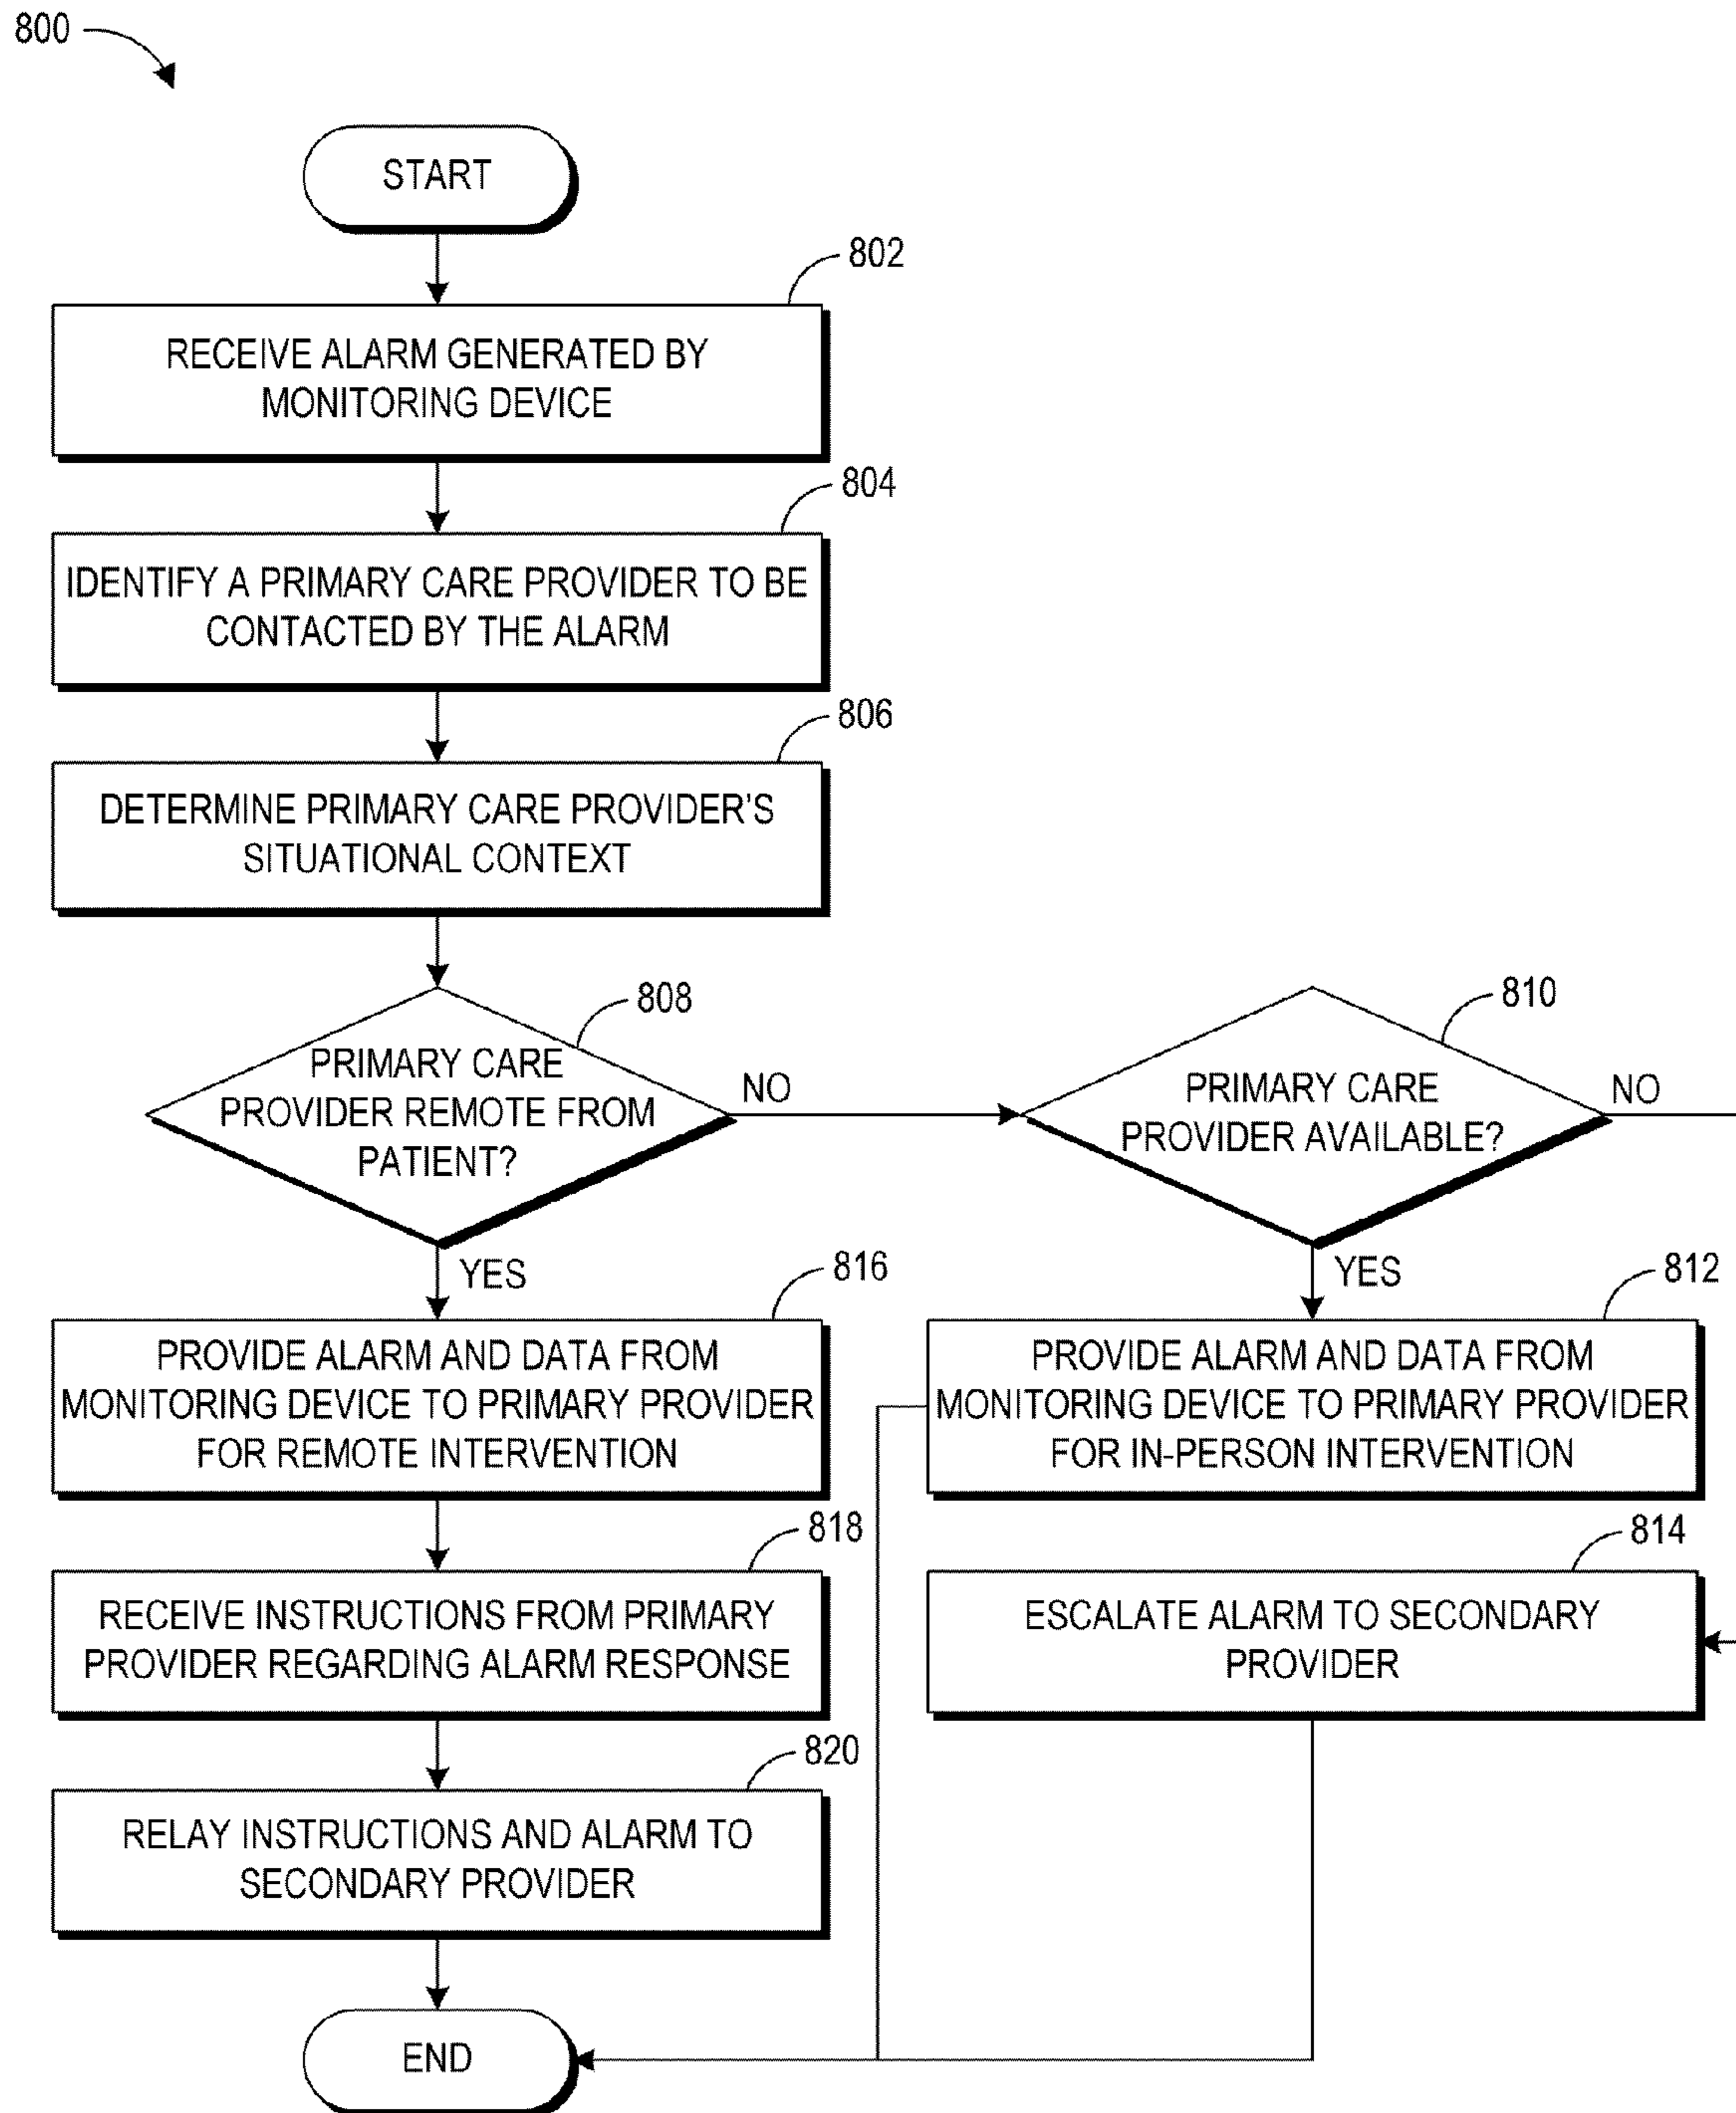 800
START
802
RECEIVE ALARM GENERATED BY
MONITORING DEVICE
804
IDENTIFY A PRIMARY CARE PROVIDER TO BE
CONTACTED BY THE ALARM
806
DETERMINE PRIMARY CARE PROVIDER'S
SITUATIONAL CONTEXT
808
PRIMARY CARE
PROVIDER REMOTE FROM
PATIENT?
NO
810
PRIMARY CARE
PROVIDER AVAILABLE?
NO
YES
816
PROVIDE ALARM AND DATA FROM
MONITORING DEVICE TO PRIMARY PROVIDER
FOR REMOTE INTERVENTION
YES
812
PROVIDE ALARM AND DATA FROM
MONITORING DEVICE TO PRIMARY PROVIDER
FOR IN-PERSON INTERVENTION
818
RECEIVE INSTRUCTIONS FROM PRIMARY
PROVIDER REGARDING ALARM RESPONSE
814
ESCALATE ALARM TO SECONDARY
PROVIDER
820
RELAY INSTRUCTIONS AND ALARM TO
SECONDARY PROVIDER
END